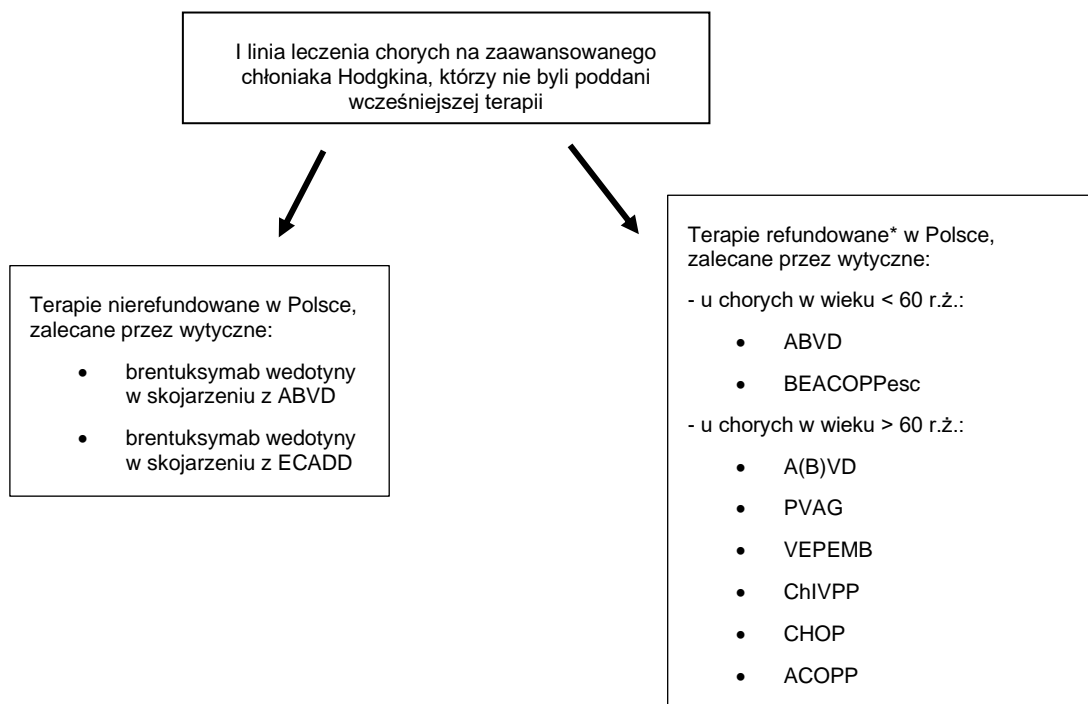 I linia leczenia chorych na zaawansowanego
chłoniaka Hodgkina, którzy nie byli poddani
wcześniejszej terapii
Terapie nierefundowane w Polsce,
zalecane przez wytyczne:
• brentuksymab wedotyny
w skojarzeniu z ABVD
• brentuksymab wedotyny
w skojarzeniu z ECADD
Terapie refundowane* w Polsce,
zalecane przez wytyczne:
- u chorych w wieku < 60 r.ż.:
• ABVD
• BEACOPPesc
- u chorych w wieku > 60 r.ż.:
• A(B)VD
• PVAG
• VEPEMB
• ChIVPP
• CHOP
• ACOPP